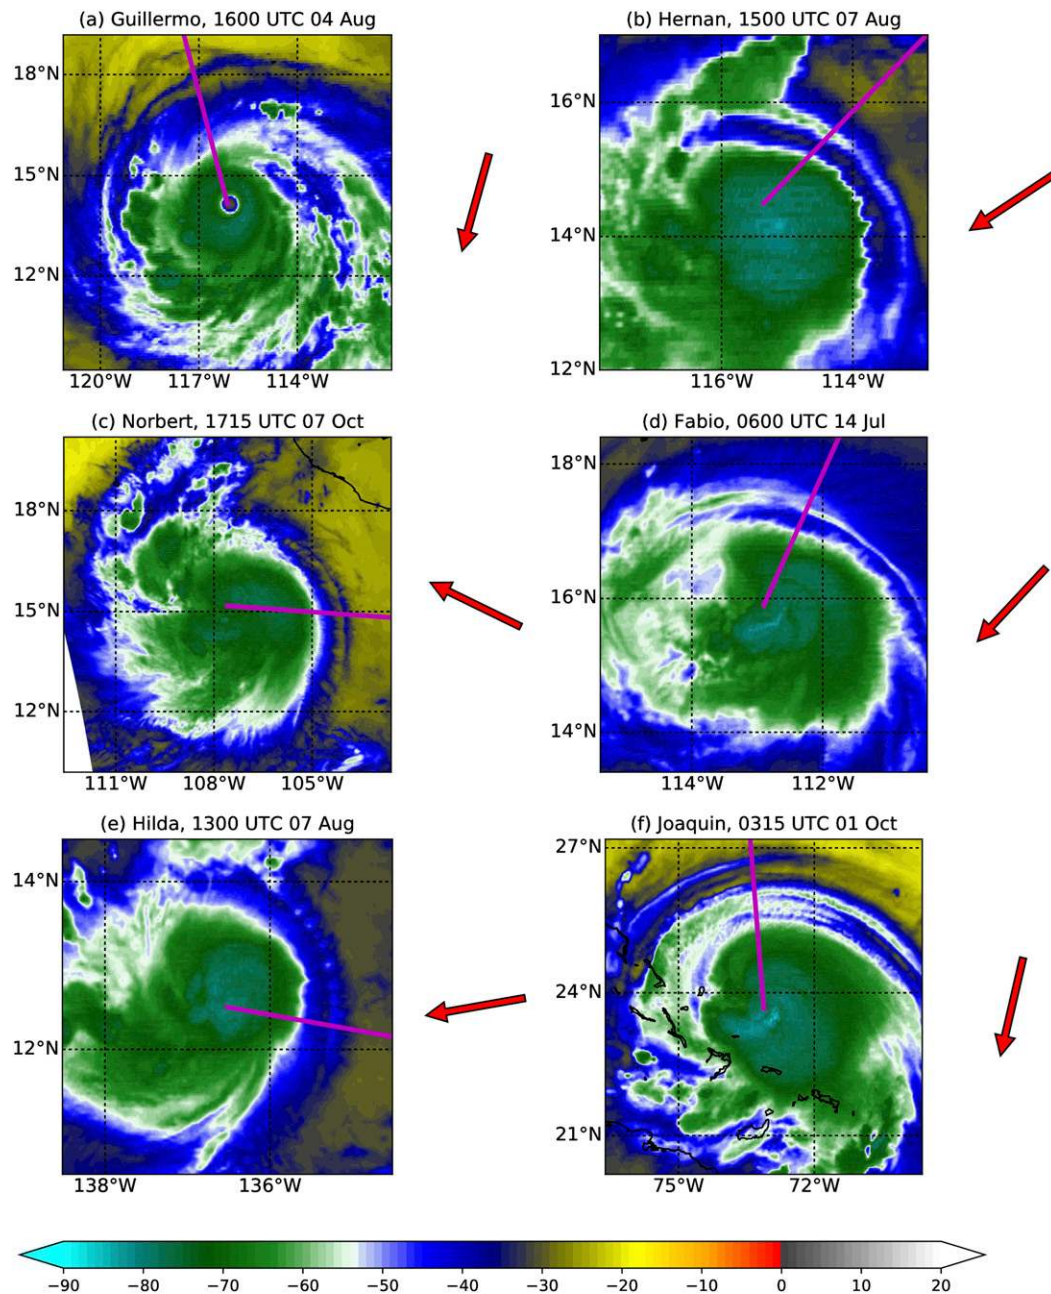 (a) Guillermo, 1600 UTC 04 Aug
18°N
15°N
12°N
120°W 117°W 114°W
(b) Hernan, 1500 UTC 07 Aug
16°N
14°N
12°N
116°W 114°W
(c) Norbert, 1715 UTC 07 Oct
18°N
15°N
12°N
111°W 108°W 105°W
(d) Fabio, 0600 UTC 14 Jul
18°N
16°N
14°N
114°W 112°W
(e) Hilda, 1300 UTC 07 Aug
14°N
12°N
138°W 136°W
(f) Joaquin, 0315 UTC 01 Oct
27°N
24°N
21°N
75°W 72°W
−90 −80 −70 −60 −50 −40 −30 −20 −10 0 10 20